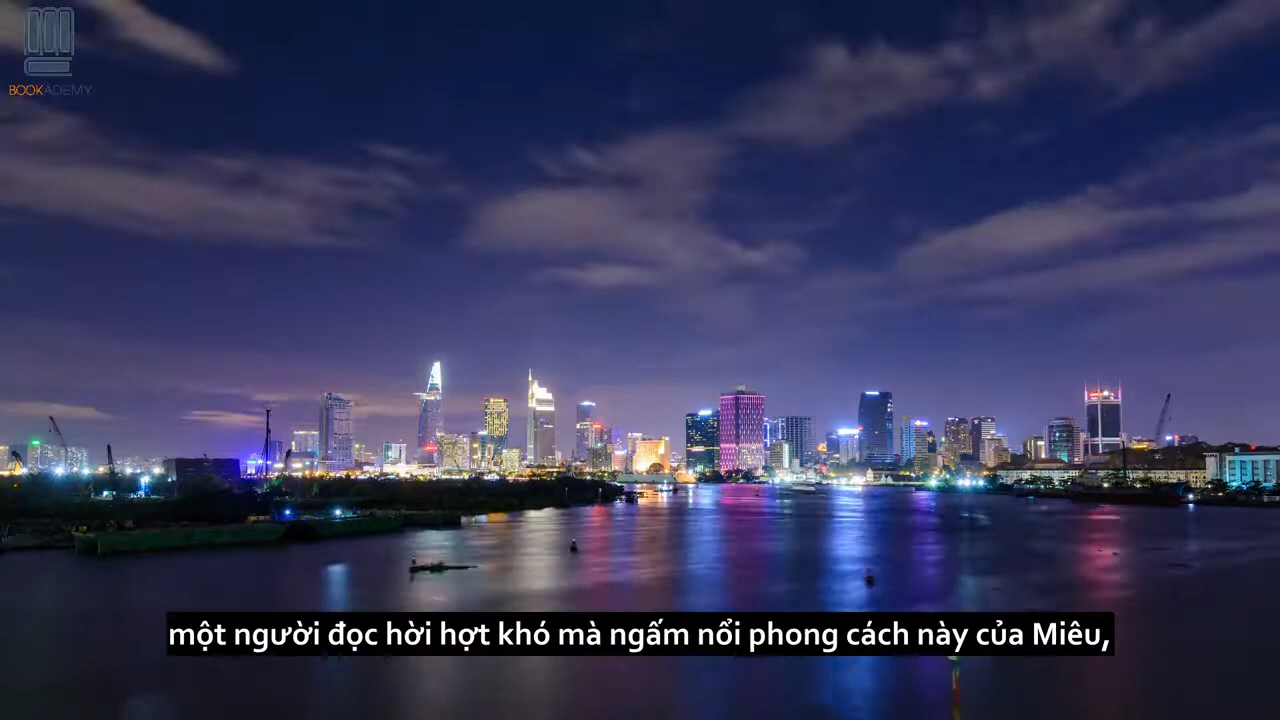 BOOKADEMY
một người đọc hời hợt khó mà ngấm nổi phong cách này của Miêu,